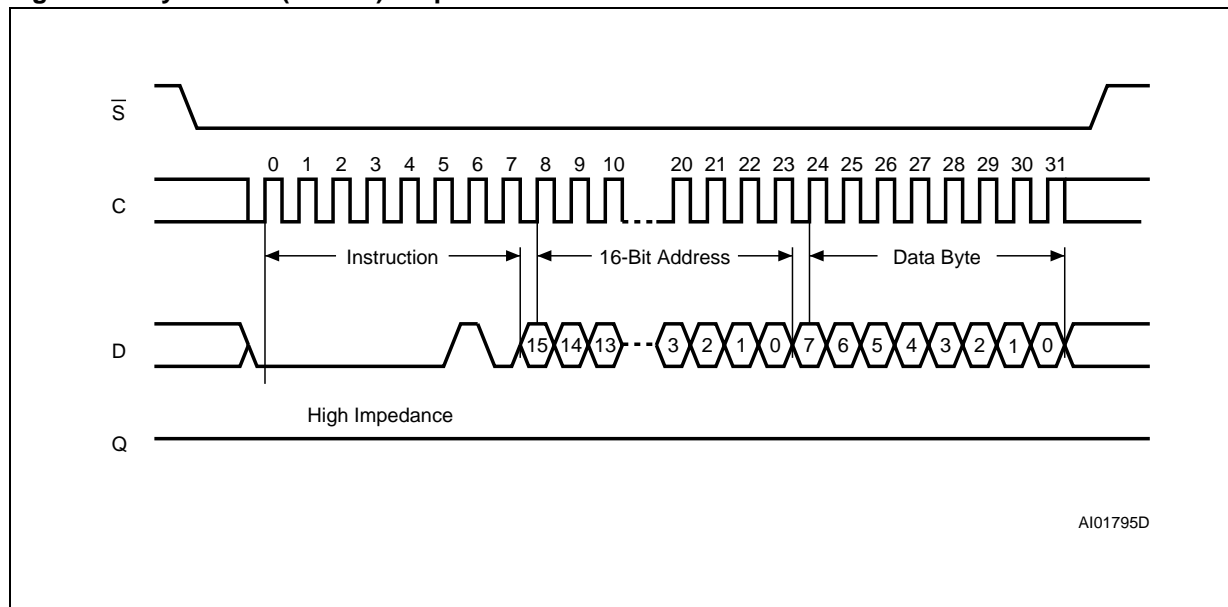 S
0 1 2 3 4 5 6 7 8 9 10 20 21 22 23 24 25 26 27 28 29 30 31
C
Instruction 16-Bit Address Data Byte
D 15 14 13 3 2 1 0 7 6 5 4 3 2 1 0
High Impedance
Q
AI01795D